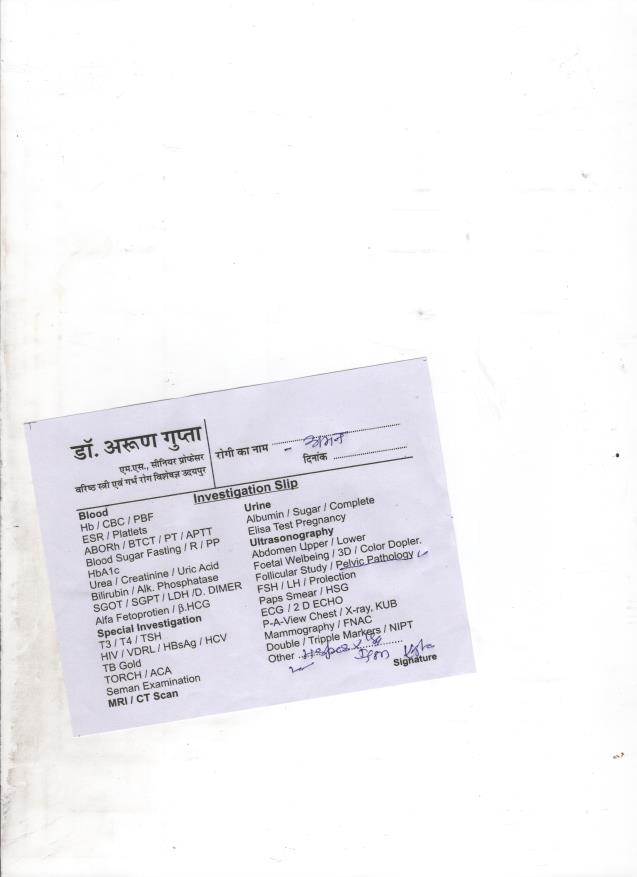 डॉ. अरूण गुप्ता
एम.एस., सीनियर प्रोफेसर
वरिष्ठ स्त्री एवं गर्भ रोग विशेषज्ञ उदयपुर
रोगी का नाम
दिनांक
Investigation Slip
Blood
Hb / CBC / PBF
ESR / Platlets
ABORh / BTCT / PT / APTT
Blood Sugar Fasting / R / PP
HbA1c
Urea / Creatinine / Uric Acid
Bilirubin / Alk. Phosphatase
SGOT / SGPT / LDH /D. DIMER
Alfa Fetoprotien / β.HCG
Special Investigation
T3 / T4 / TSH
HIV / VDRL / HBsAg / HCV
TB Gold
TORCH / ACA
Seman Examination
MRI / CT Scan
Urine
Albumin / Sugar / Complete
Elisa Test Pregnancy
Ultrasonography
Abdomen Upper / Lower
Foetal Welbeing / 3D / Color Dopler.
Follicular Study / Pelvic Pathology
FSH / LH / Prolection
Paps Smear / HSG
ECG / 2 D ECHO
P-A-View Chest / X-ray, KUB
Mammography / FNAC
Double / Tripple Markers / NIPT
Other
Signature